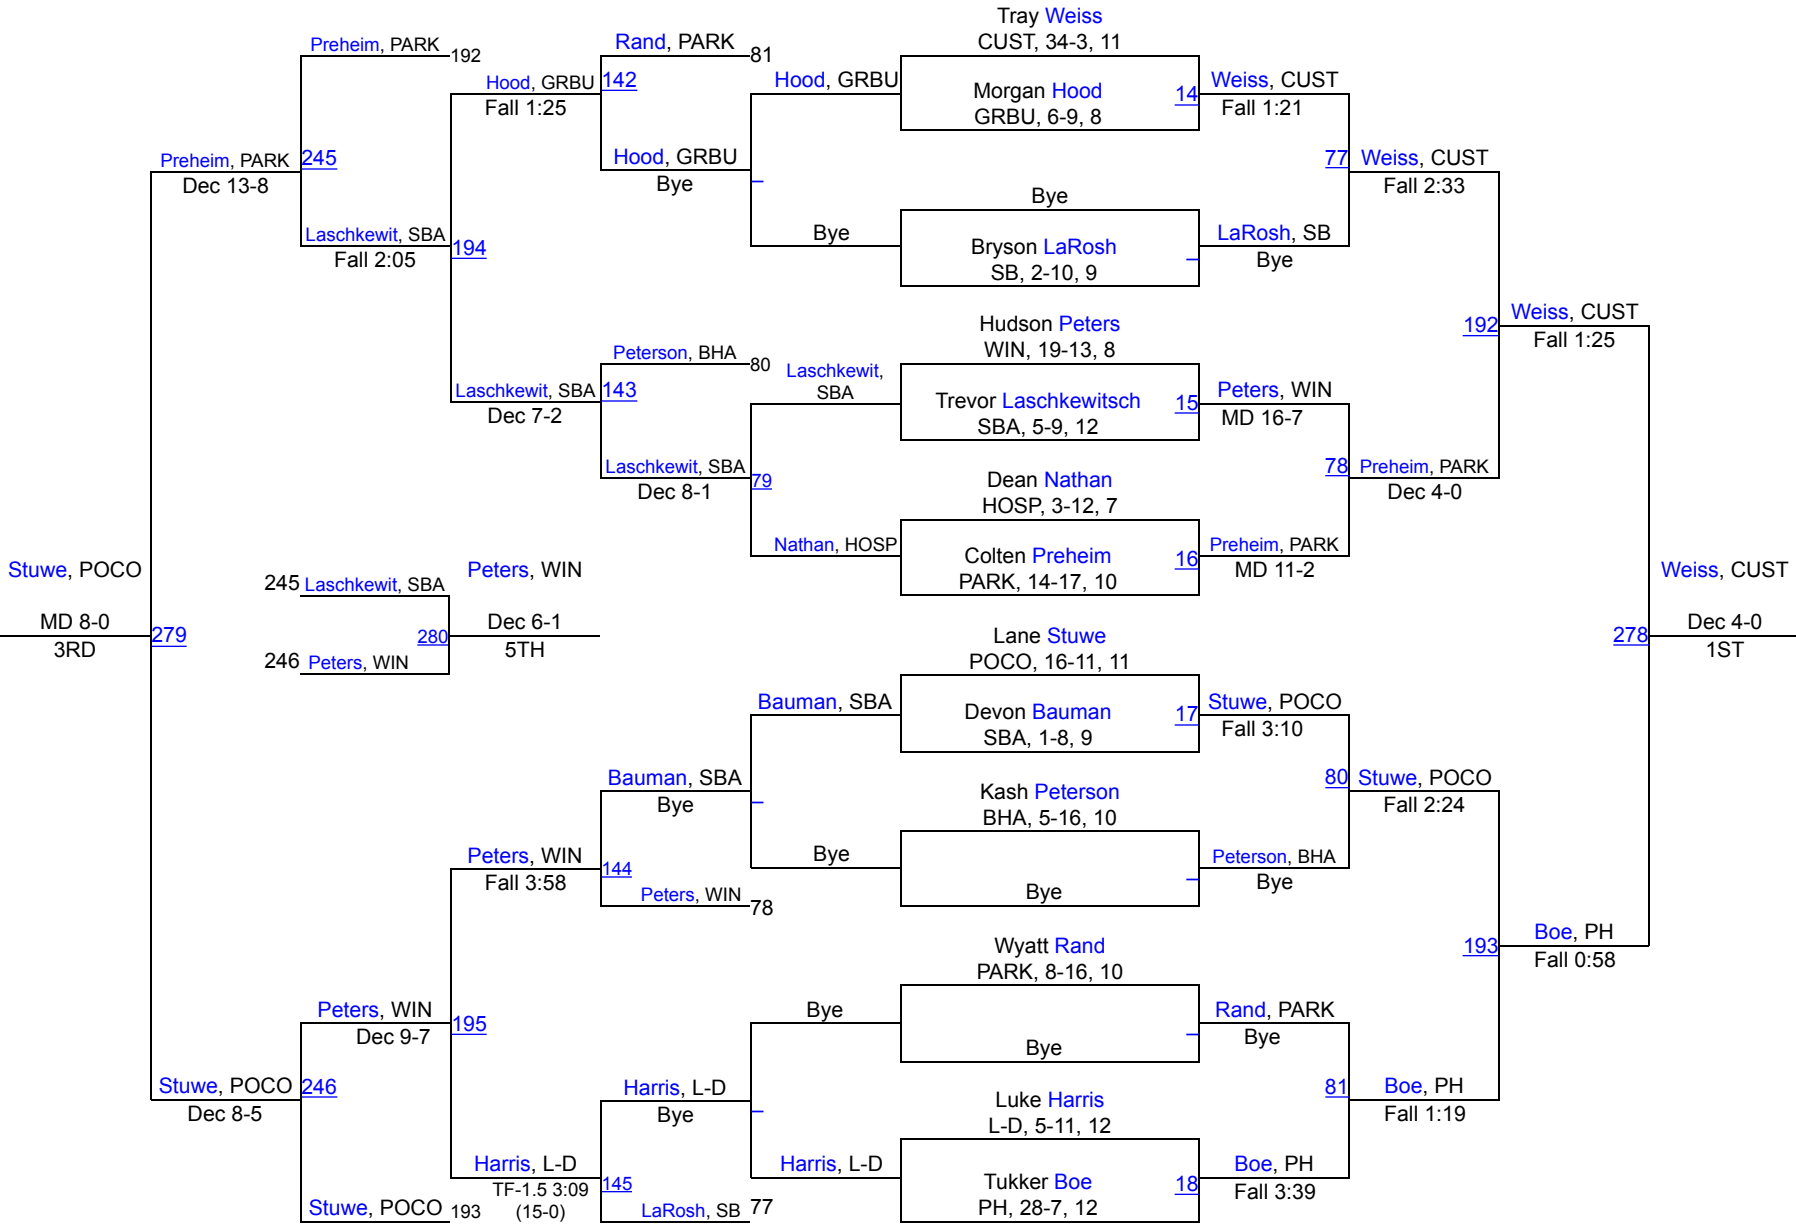 Tray Weiss
CUST, 34-3, 11
Preheim, PARK 192
Rand, PARK 81
Hood, GRBU 142
Fall 1:25
Hood, GRBU
Morgan Hood 14
GRBU, 6-9, 8
Weiss, CUST
Fall 1:21
Preheim, PARK 245
Dec 13-8
Hood, GRBU
Bye
–
77 Weiss, CUST
Fall 2:33
Bye
Laschkewit, SBA 194
Fall 2:05
Bye
Bryson LaRosh –
SB, 2-10, 9
LaRosh, SB
Bye
Hudson Peters
WIN, 19-13, 8
192 Weiss, CUST
Fall 1:25
Peterson, BHA 80
Laschkewit,
SBA
Laschkewit, SBA 143
Dec 7-2
Trevor Laschkewitsch 15
SBA, 5-9, 12
Peters, WIN
MD 16-7
Laschkewit, SBA 79
Dec 8-1
Dean Nathan
HOSP, 3-12, 7
78 Preheim, PARK
Dec 4-0
Nathan, HOSP
Colten Preheim 16
PARK, 14-17, 10
Preheim, PARK
MD 11-2
Stuwe, POCO
MD 8-0 279
3RD
245 Laschkewit, SBA
246 Peters, WIN
280
Peters, WIN
Dec 6-1
5TH
Weiss, CUST
278 Dec 4-0
1ST
Lane Stuwe
POCO, 16-11, 11
Bauman, SBA
Devon Bauman 17
SBA, 1-8, 9
Stuwe, POCO
Fall 3:10
Bauman, SBA
Bye
–
Kash Peterson
BHA, 5-16, 10
80 Stuwe, POCO
Fall 2:24
Peters, WIN 144
Fall 3:58
Bye
Bye –
Peterson, BHA
Bye
Peters, WIN 78
Wyatt Rand
PARK, 8-16, 10
193 Boe, PH
Fall 0:58
Peters, WIN 195
Dec 9-7
Bye
Bye –
Rand, PARK
Bye
Stuwe, POCO 246
Dec 8-5
Harris, L-D
Bye
–
Luke Harris
L-D, 5-11, 12
81 Boe, PH
Fall 1:19
Harris, L-D 145
TF-1.5 3:09
(15-0)
Harris, L-D
Tukker Boe 18
PH, 28-7, 12
Boe, PH
Fall 3:39
Stuwe, POCO 193
LaRosh, SB 77